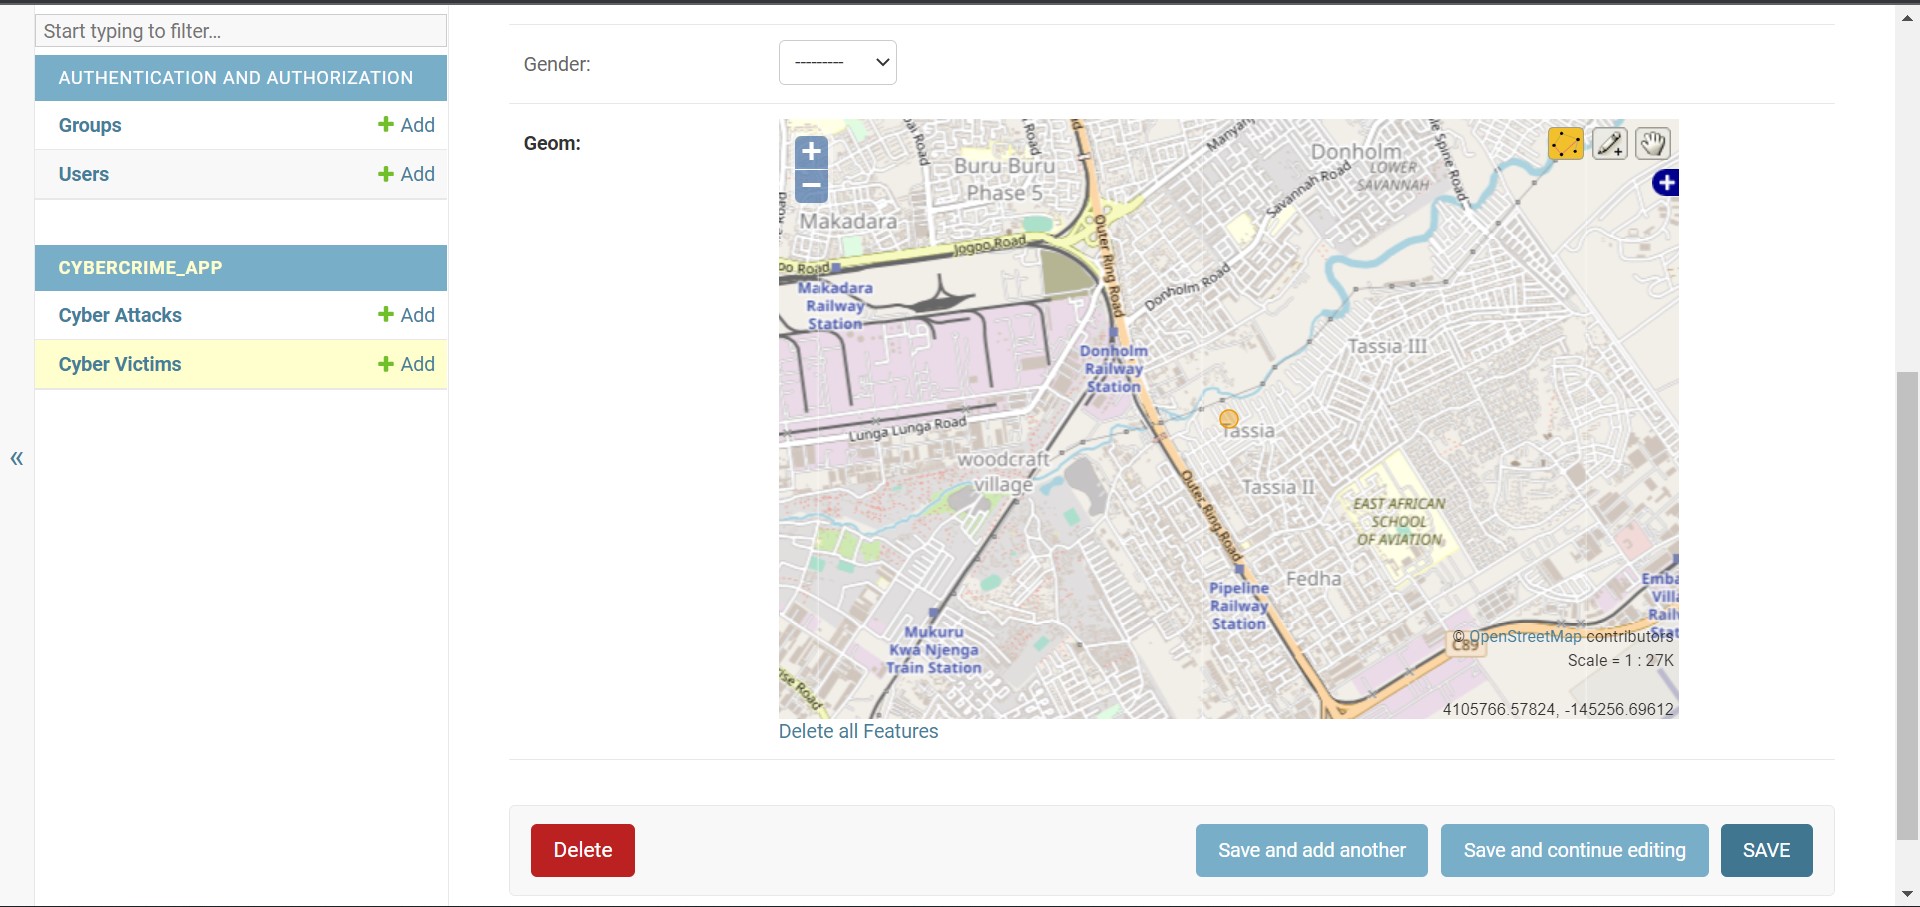 Start typing to filter...
AUTHENTICATION AND AUTHORIZATION
Groups
Add
Users
Add
CYBERCRIME_APP
Cyber Attacks
Add
Cyber Victims
Add
«
Gender:
---------
Geom:
+
−
Buru Buru
Phase 5
Makadara
Jogoo Road
Makadara
Railway
Station
Outer Ring Road
Donholm Road
Savannah Road
Donholm
LOWER
SAVANNAH
Spine Road
Donholm
Railway
Station
Tassia III
Lunga Lunga Road
Tassia
woodcraft
village
Tassia II
Outer Ring Road
EAST AFRICAN
SCHOOL
OF AVIATION
Fedha
Pipeline
Railway
Station
Mukuru
Kwa Njenga
Train Station
C89
© OpenStreetMap contributors
Scale = 1 : 27K
4105766.57824, -145256.69612
Delete all Features
Delete
Save and add another
Save and continue editing
SAVE